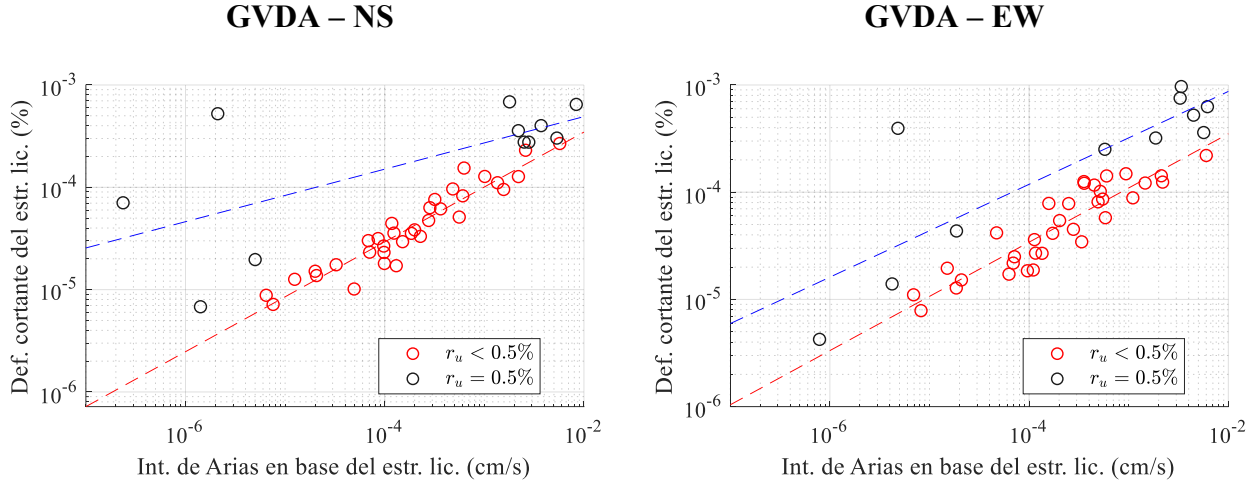 GVDA – NS
GVDA – EW
Def. cortante del estr. lic. (%)
10^-3
10^-4
10^-5
10^-6
r_u < 0.5%
r_u = 0.5%
10^-6
10^-4
10^-2
Int. de Arias en base del estr. lic. (cm/s)
Def. cortante del estr. lic. (%)
10^-3
10^-4
10^-5
10^-6
r_u < 0.5%
r_u = 0.5%
10^-6
10^-4
10^-2
Int. de Arias en base del estr. lic. (cm/s)